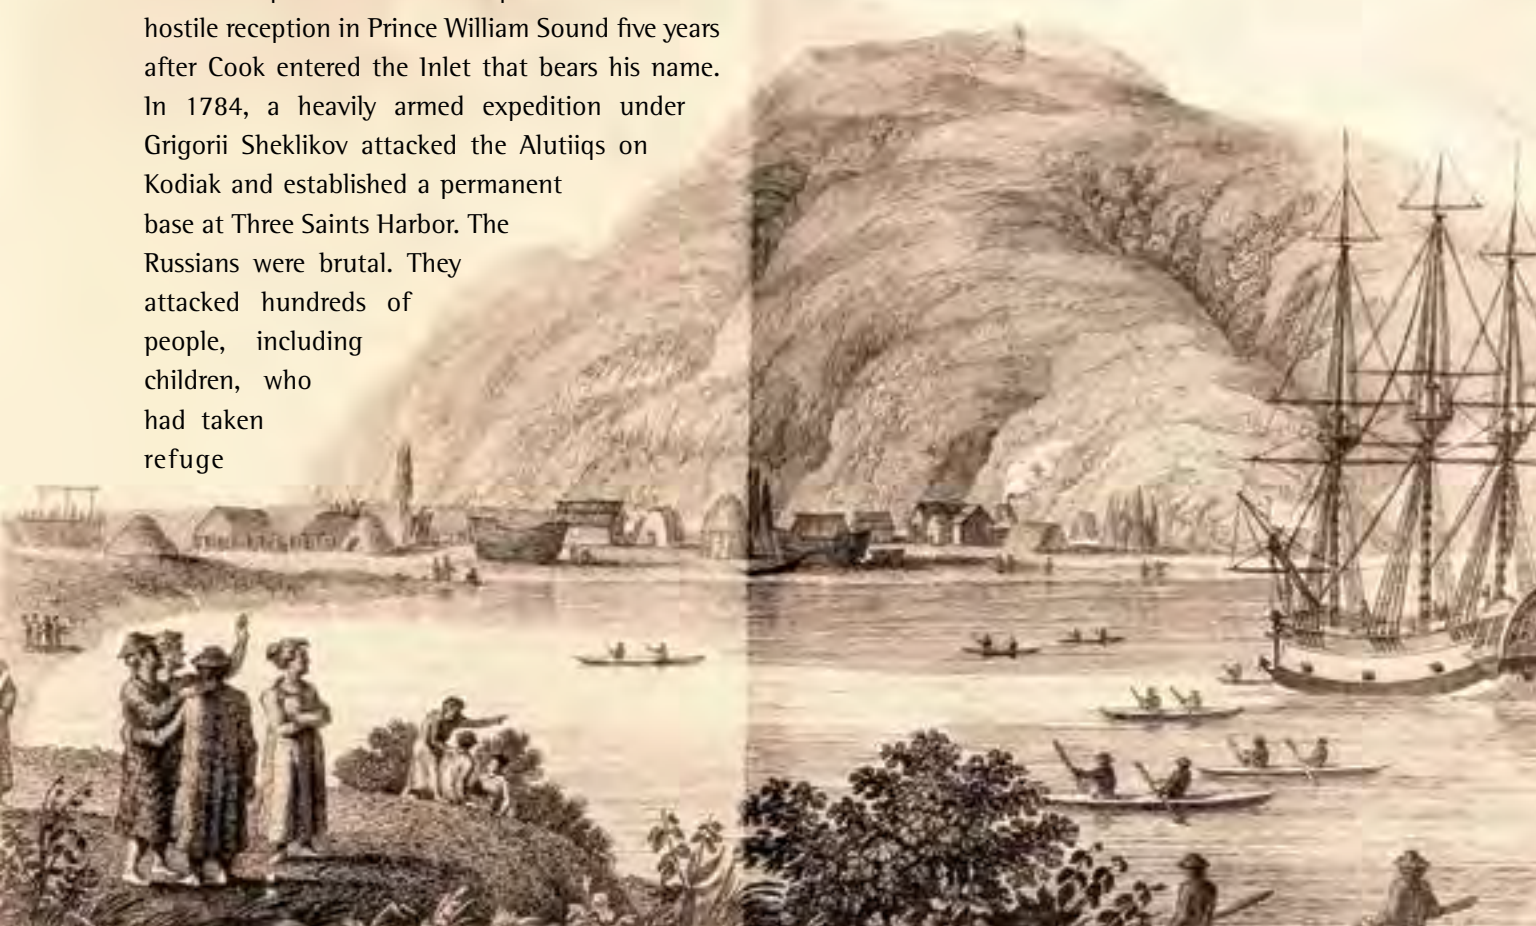 hostile reception in Prince William Sound five years
after Cook entered the Inlet that bears his name.
In 1784, a heavily armed expedition under
Grigorii Sheklikov attacked the Alutiiqs on
Kodiak and established a permanent
base at Three Saints Harbor. The
Russians were brutal. They
attacked hundreds of
people, including
children, who
had taken
refuge